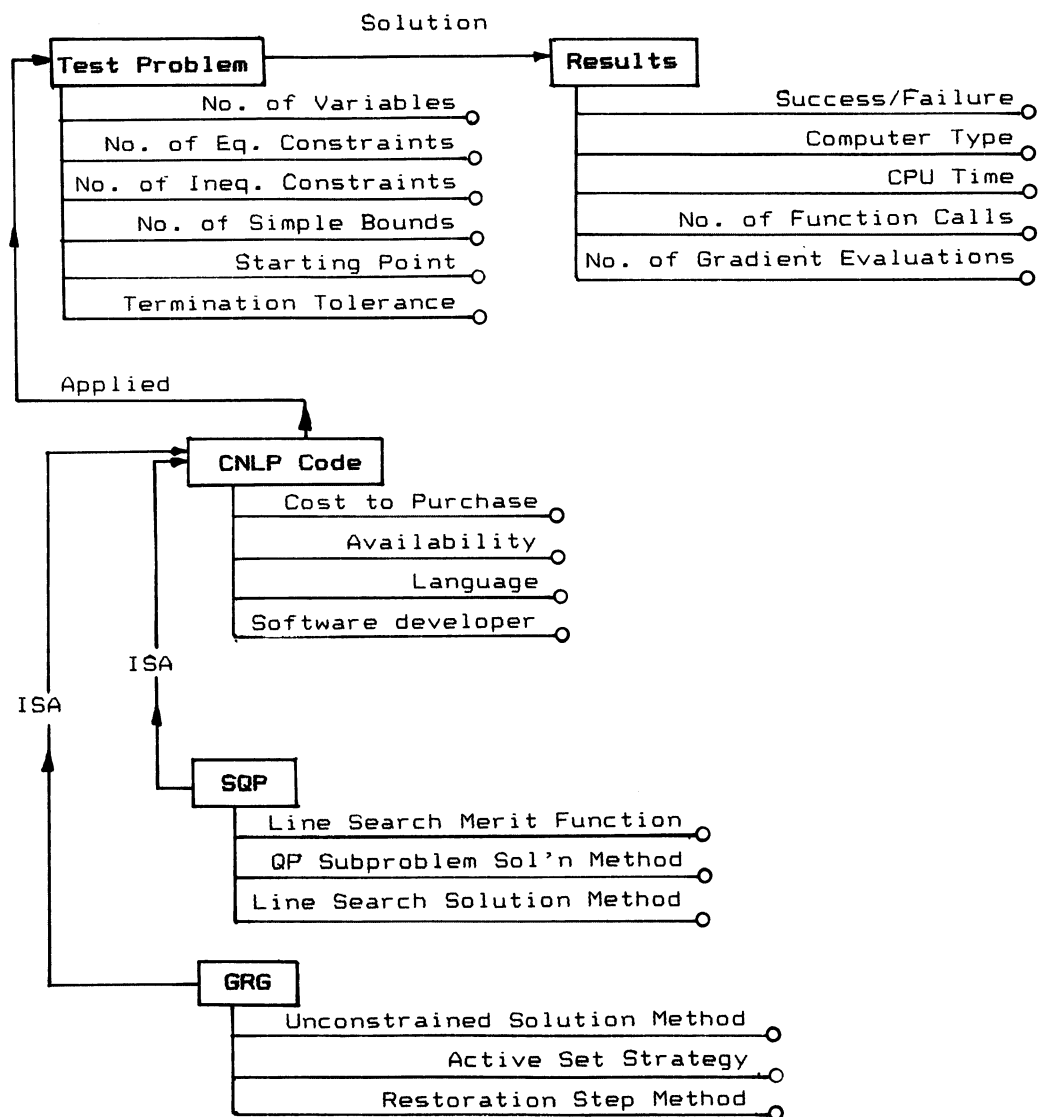 Solution
Test Problem
Results
No. of Variables
No. of Eq. Constraints
No. of Ineq. Constraints
No. of Simple Bounds
Starting Point
Termination Tolerance
Success/Failure
Computer Type
CPU Time
No. of Function Calls
No. of Gradient Evaluations
Applied
CNLP Code
Cost to Purchase
Availability
Language
Software developer
ISA
ISA
SQP
Line Search Merit Function
QP Subproblem Sol'n Method
Line Search Solution Method
GRG
Unconstrained Solution Method
Active Set Strategy
Restoration Step Method